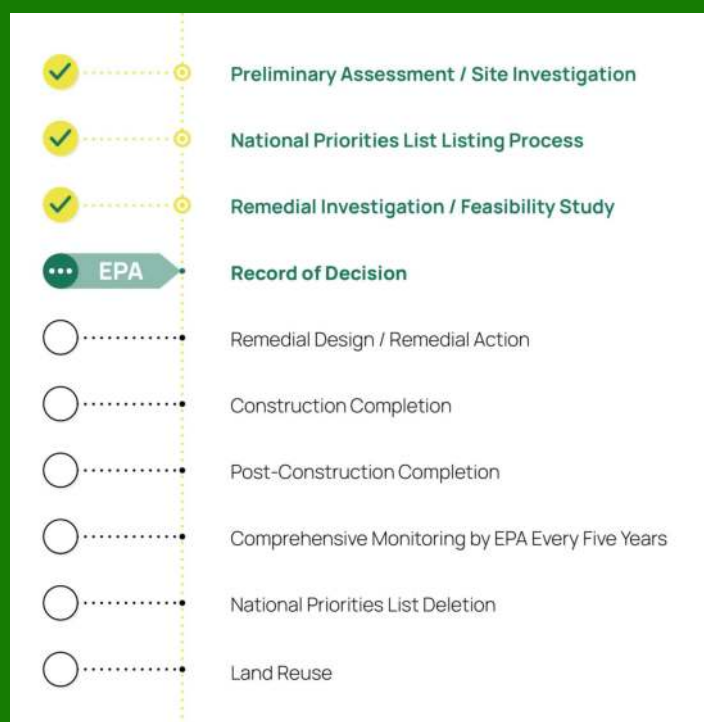 Preliminary Assessment / Site Investigation
National Priorities List Listing Process
Remedial Investigation / Feasibility Study
EPA Record of Decision
Remedial Design / Remedial Action
Construction Completion
Post-Construction Completion
Comprehensive Monitoring by EPA Every Five Years
National Priorities List Deletion
Land Reuse